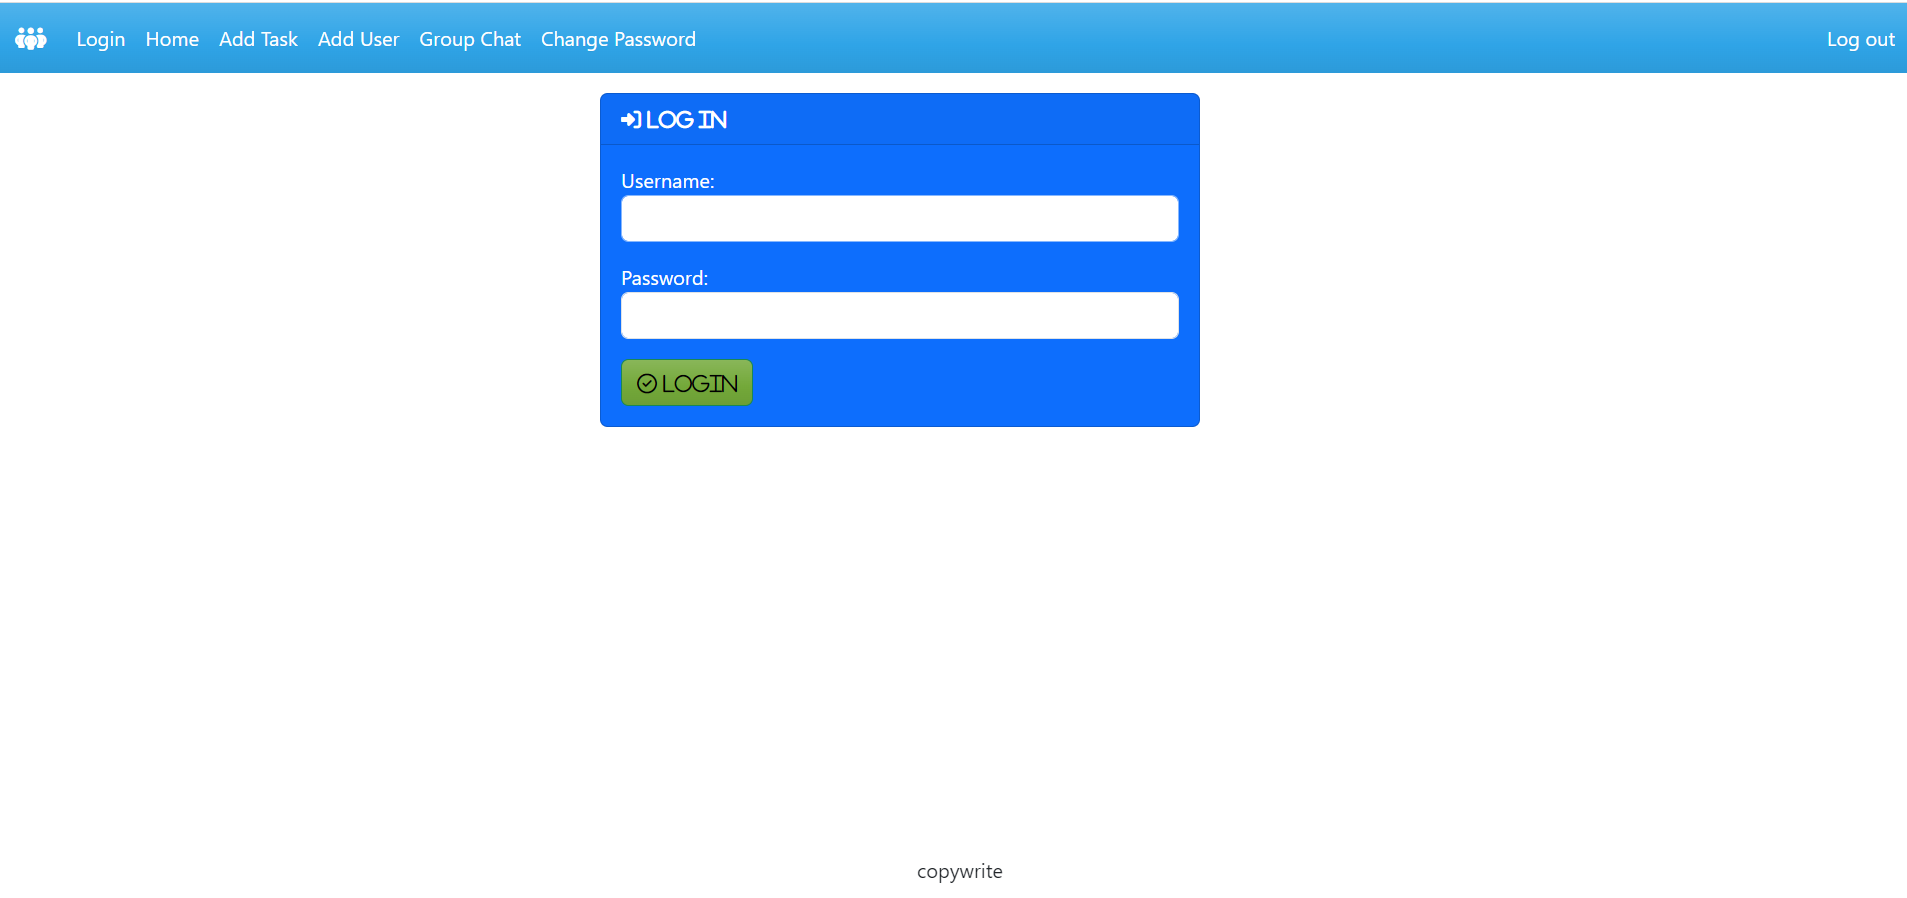 Login Home Add Task Add User Group Chat Change Password Log out
LOG IN
Username:
Password:
LOGIN
copywrite